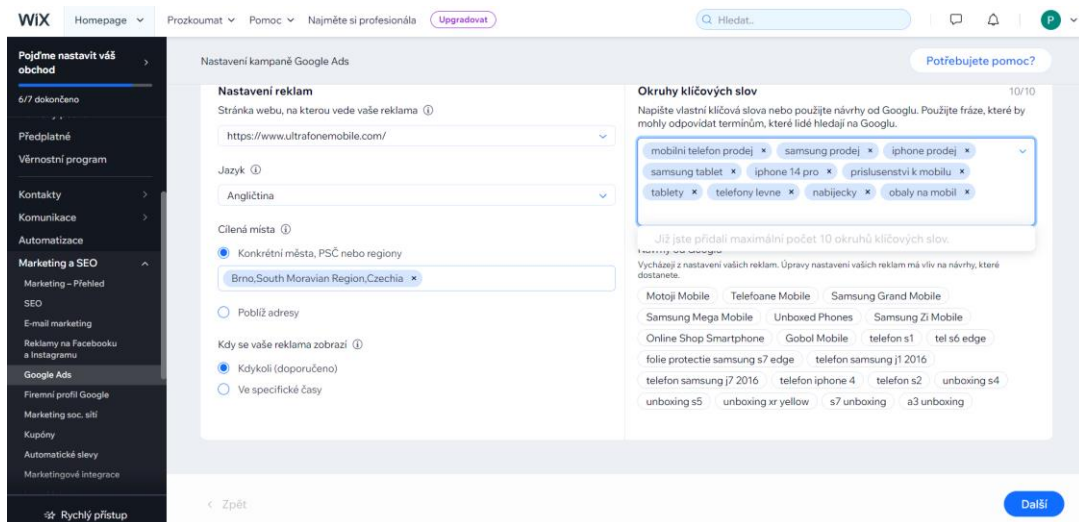 WiX Homepage Prozkoumat Pomoc Najměte si profesionála Upgradovat Hledat.. P
Pojďme nastavit váš obchod
6/7 dokončeno
Předplatné
Věrnostní program
Kontakty
Komunikace
Automatizace
Marketing a SEO
Marketing – Přehled
SEO
E-mail marketing
Reklamy na Facebooku
a Instagramu
Google Ads
Firemní profil Google
Marketing soc. sítí
Kupóny
Automatické slevy
Marketingové integrace
Rychlý přístup
Nastavení kampaně Google Ads
Potřebujete pomoc?
Nastavení reklam
Stránka webu, na kterou vede vaše reklama
https://www.ultrafonemobile.com/
Jazyk
Angličtina
Cílená místa
Konkrétní města, PSČ nebo regiony
Brno,South Moravian Region,Czechia ×
Poblíž adresy
Kdy se vaše reklama zobrazí
Kdykoli (doporučeno)
Ve specifické časy
Okruhy klíčových slov 10/10
Napište vlastní klíčová slova nebo použijte návrhy od Googlu. Použijte fráze, které by
mohly odpovídat termínům, které lidé hledají na Googlu.
mobilni telefon prodej × samsung prodej × iphone prodej ×
samsung tablet × iphone 14 pro × prislusenstvi k mobilu ×
tablety × telefony levne × nabijecky × obaly na mobil ×
Již jste přidali maximální počet 10 okruhů klíčových slov.
Návrhy od Googlu
Vycházejí z nastavení vašich reklam. Úpravy nastavení vašich reklam má vliv na návrhy, které
dostanete.
Motoji Mobile Telefoane Mobile Samsung Grand Mobile
Samsung Mega Mobile Unboxed Phones Samsung Zi Mobile
Online Shop Smartphone Gobol Mobile telefon s1 tel s6 edge
folie protectie samsung s7 edge telefon samsung j1 2016
telefon samsung j7 2016 telefon iphone 4 telefon s2 unboxing s4
unboxing s5 unboxing xr yellow s7 unboxing a3 unboxing
Zpět
Další